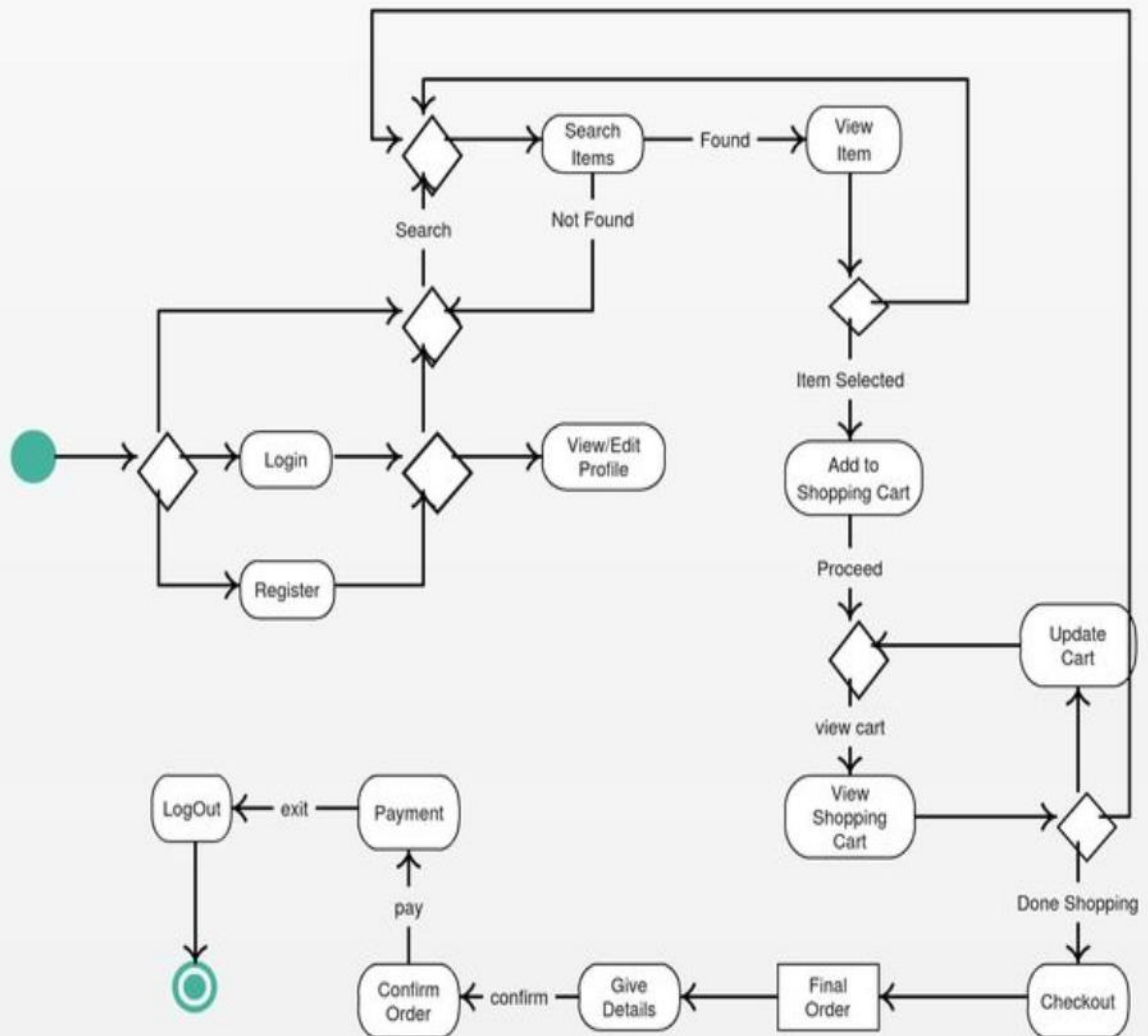 Search
Items
Found
View
Item
Search
Not Found
Item Selected
Login
View/Edit
Profile
Add to
Shopping Cart
Register
Proceed
Update
Cart
view cart
View
Shopping
Cart
LogOut
exit
Payment
pay
Done Shopping
Confirm
Order
confirm
Give
Details
Final
Order
Checkout